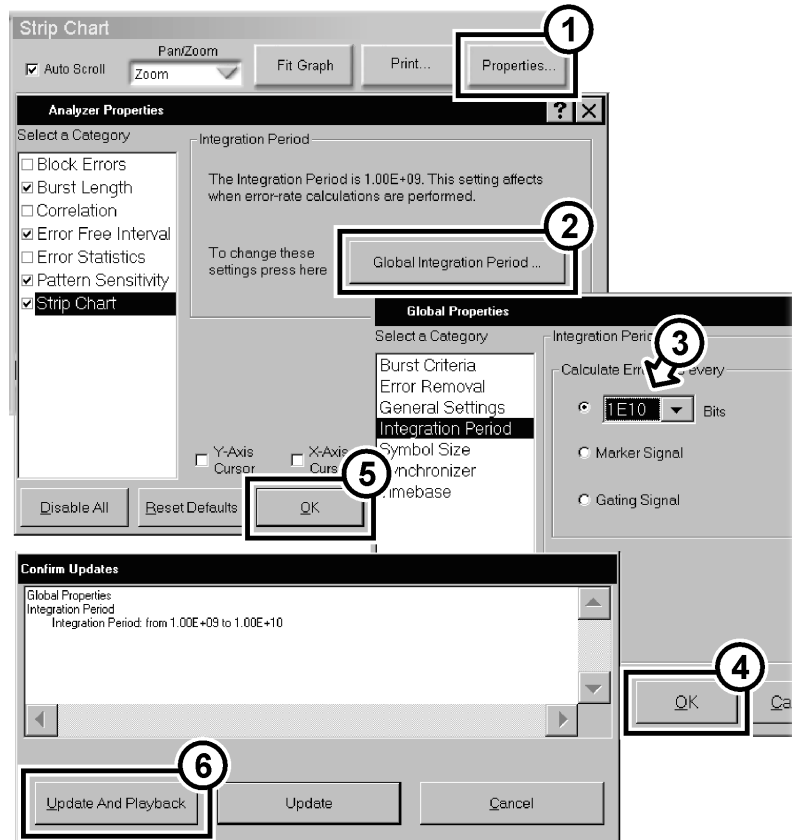 Strip Chart
1
Pan/Zoom
Auto Scroll
Zoom
Fit Graph
Print...
Properties...
Analyzer Properties
? X
Select a Category
Block Errors
Burst Length
Correlation
Error Free Interval
Error Statistics
Pattern Sensitivity
Strip Chart
Integration Period
The Integration Period is 1.00E+09. This setting affects
when error-rate calculations are performed.
2
To change these
settings press here
Global Integration Period ...
Y-Axis
Cursor
X-Axis
5
Disable All
Reset Defaults
OK
Global Properties
Select a Category
Burst Criteria
Error Removal
General Settings
Integration Period
Symbol Size
Synchronizer
Timebase
Integration
3
Calculate every
1E10
Bits
Marker Signal
Gating Signal
4
OK
Confirm Updates
Global Properties
Integration Period
Integration Period: from 1.00E+09 to 1.00E+10
6
Update And Playback
Update
Cancel